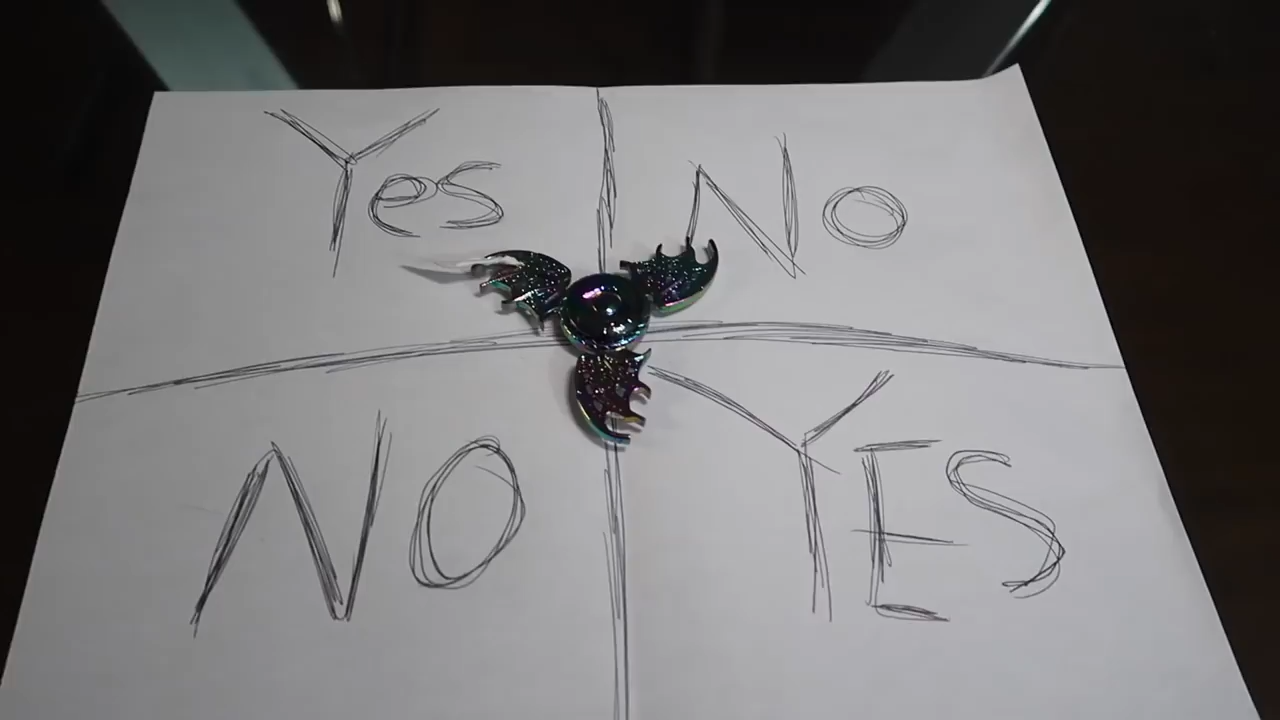 Yes No
NO YES